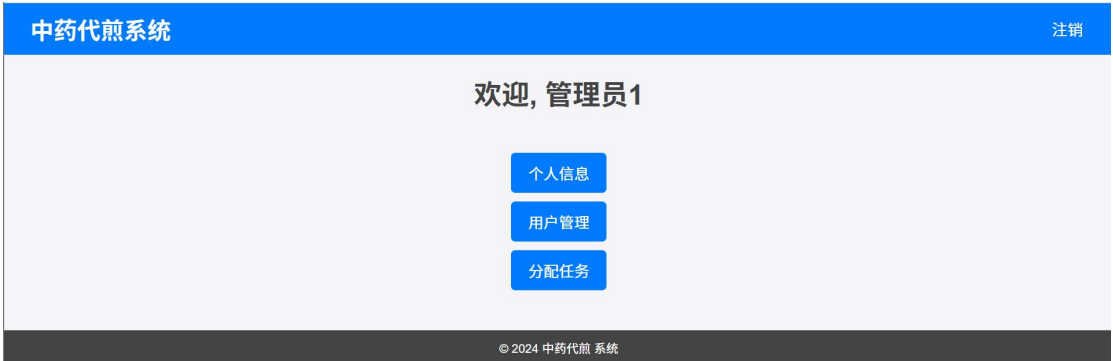 中药代煎系统
注销
欢迎, 管理员1
个人信息
用户管理
分配任务
© 2024 中药代煎 系统